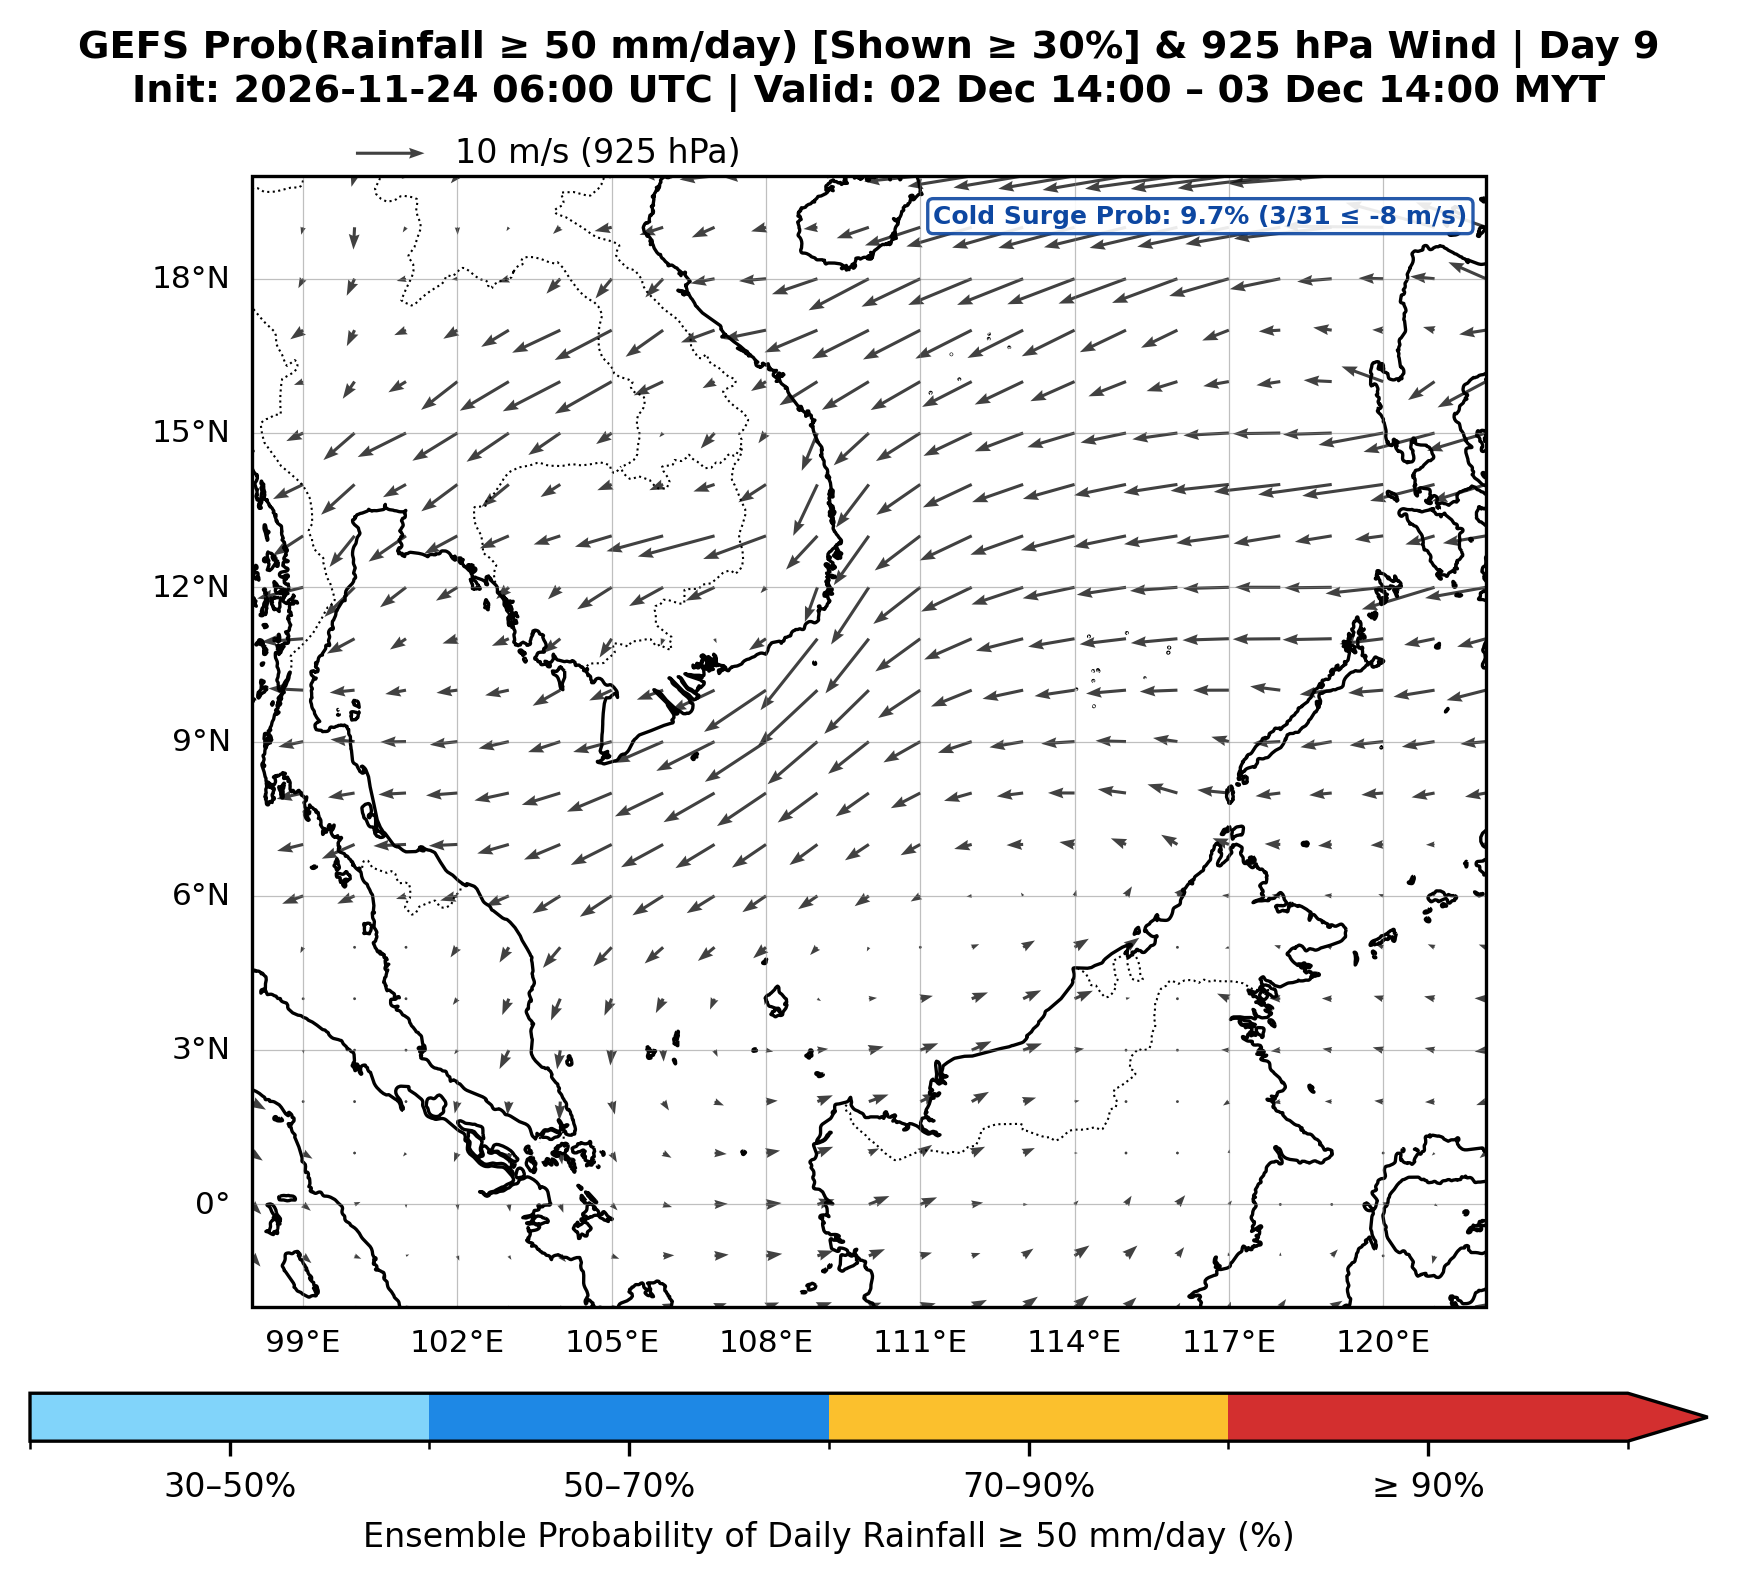 GEFS Prob(Rainfall ≥ 50 mm/day) [Shown ≥ 30%] & 925 hPa Wind | Day 9
Init: 2026-11-24 06:00 UTC | Valid: 02 Dec 14:00 – 03 Dec 14:00 MYT
10 m/s (925 hPa)
Cold Surge Prob: 9.7% (3/31 ≤ -8 m/s)
18°N
15°N
12°N
9°N
6°N
3°N
0°
99°E 102°E 105°E 108°E 111°E 114°E 117°E 120°E
30–50% 50–70% 70–90% ≥ 90%
Ensemble Probability of Daily Rainfall ≥ 50 mm/day (%)